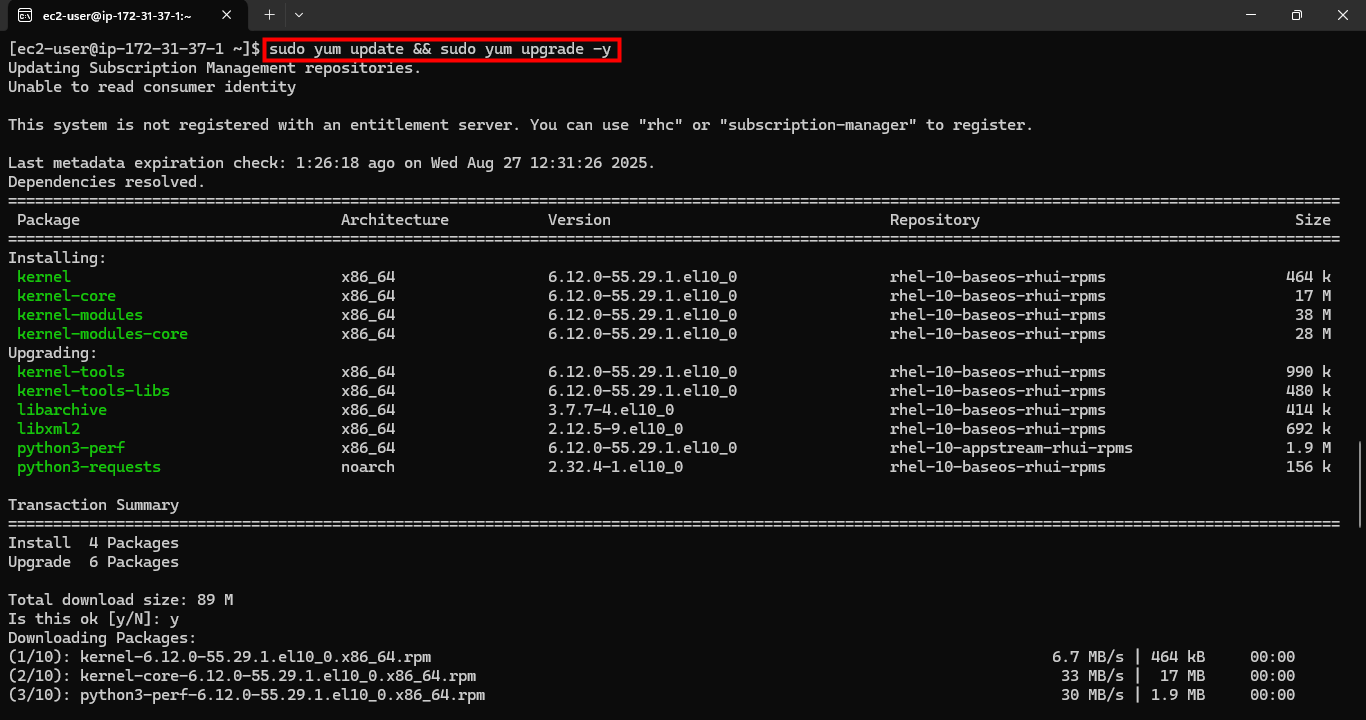 ec2-user@ip-172-31-37-1:~
[ec2-user@ip-172-31-37-1 ~]$ sudo yum update && sudo yum upgrade -y
Updating Subscription Management repositories.
Unable to read consumer identity
This system is not registered with an entitlement server. You can use "rhc" or "subscription-manager" to register.
Last metadata expiration check: 1:26:18 ago on Wed Aug 27 12:31:26 2025.
Dependencies resolved.
================================================================================
Package Architecture Version Repository Size
================================================================================
Installing:
kernel x86_64 6.12.0-55.29.1.el10_0 rhel-10-baseos-rhui-rpms 464 k
kernel-core x86_64 6.12.0-55.29.1.el10_0 rhel-10-baseos-rhui-rpms 17 M
kernel-modules x86_64 6.12.0-55.29.1.el10_0 rhel-10-baseos-rhui-rpms 38 M
kernel-modules-core x86_64 6.12.0-55.29.1.el10_0 rhel-10-baseos-rhui-rpms 28 M
Upgrading:
kernel-tools x86_64 6.12.0-55.29.1.el10_0 rhel-10-baseos-rhui-rpms 990 k
kernel-tools-libs x86_64 6.12.0-55.29.1.el10_0 rhel-10-baseos-rhui-rpms 480 k
libarchive x86_64 3.7.7-4.el10_0 rhel-10-baseos-rhui-rpms 414 k
libxml2 x86_64 2.12.5-9.el10_0 rhel-10-baseos-rhui-rpms 692 k
python3-perf x86_64 6.12.0-55.29.1.el10_0 rhel-10-appstream-rhui-rpms 1.9 M
python3-requests noarch 2.32.4-1.el10_0 rhel-10-baseos-rhui-rpms 156 k
Transaction Summary
================================================================================
Install 4 Packages
Upgrade 6 Packages
Total download size: 89 M
Is this ok [y/N]: y
Downloading Packages:
(1/10): kernel-6.12.0-55.29.1.el10_0.x86_64.rpm 6.7 MB/s | 464 kB 00:00
(2/10): kernel-core-6.12.0-55.29.1.el10_0.x86_64.rpm 33 MB/s | 17 MB 00:00
(3/10): python3-perf-6.12.0-55.29.1.el10_0.x86_64.rpm 30 MB/s | 1.9 MB 00:00